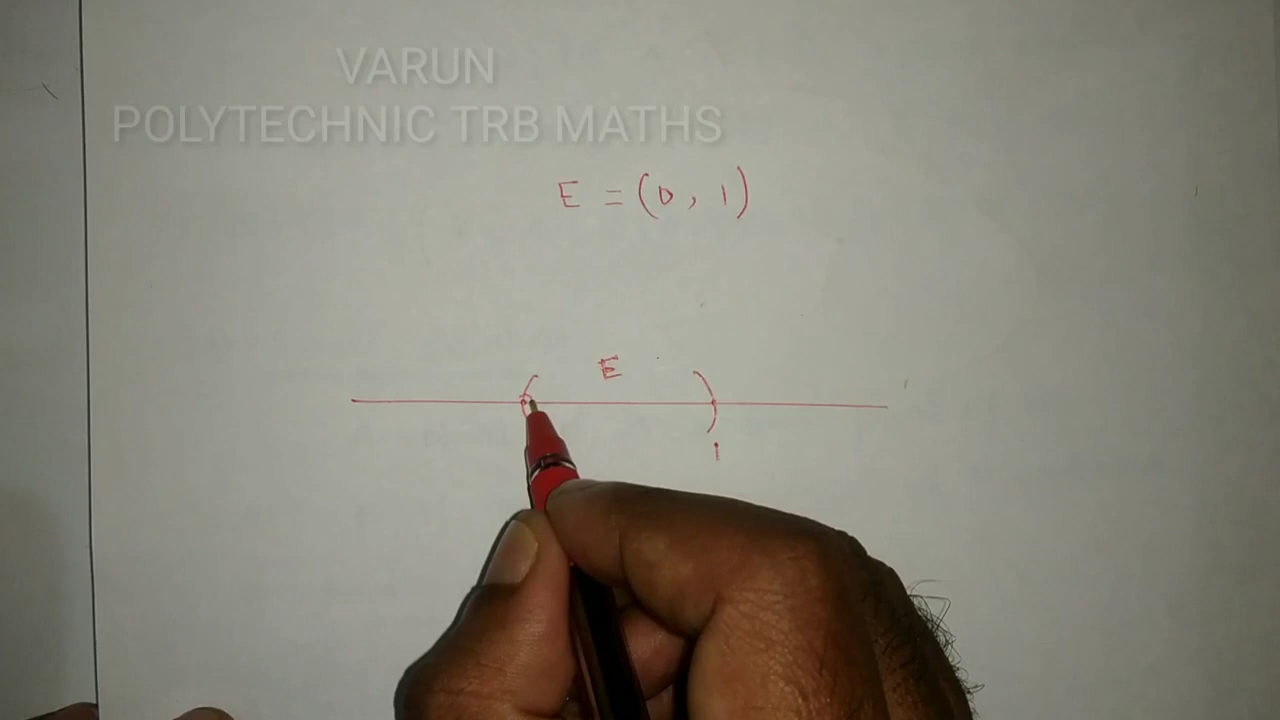 VARUN
POLYTECHNIC TRB MATHS
E = (0, 1)
E
1